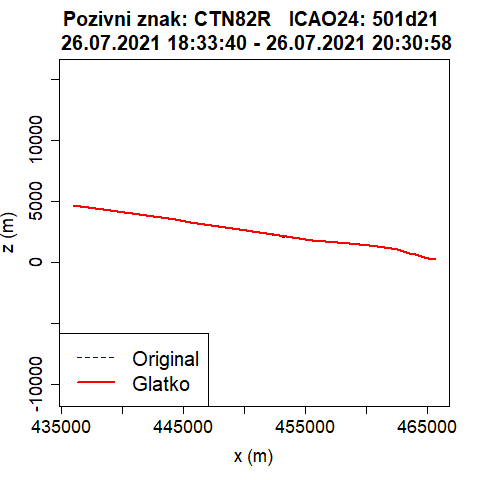 Pozivni znak: CTN82R   ICAO24: 501d21
26.07.2021 18:33:40 - 26.07.2021 20:30:58
10000
5000
0
-10000
z (m)
Original
Glatko
435000 445000 455000 465000
x (m)